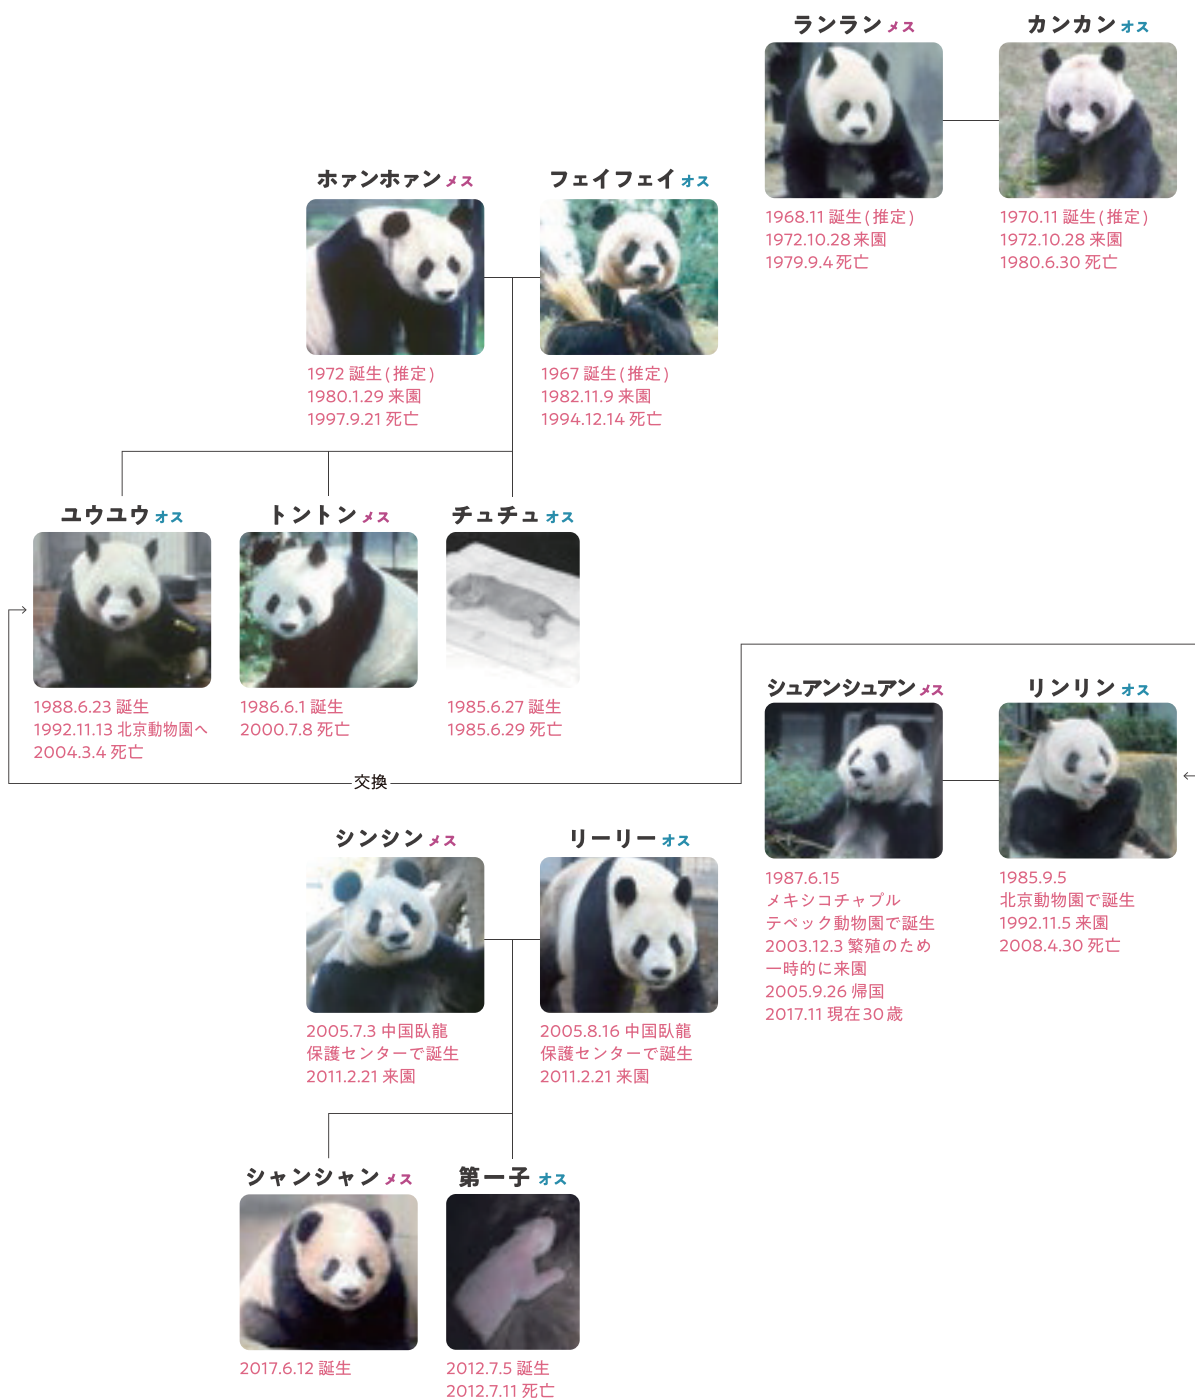 ランラン メス
1968.11 誕生(推定)
1972.10.28 来園
1979.9.4 死亡
カンカン オス
1970.11 誕生(推定)
1972.10.28 来園
1980.6.30 死亡
ホァンホァン メス
1972 誕生(推定)
1980.1.29 来園
1997.9.21 死亡
フェイフェイ オス
1967 誕生(推定)
1982.11.9 来園
1994.12.14 死亡
ユウユウ オス
1988.6.23 誕生
1992.11.13 北京動物園へ
2004.3.4 死亡
トントン メス
1986.6.1 誕生
2000.7.8 死亡
チュチュ オス
1985.6.27 誕生
1985.6.29 死亡
交換
シュアンシュアン メス
1987.6.15
メキシコチャプル
テペック動物園で誕生
2003.12.3 繁殖のため
一時的に来園
2005.9.26 帰国
2017.11 現在30歳
リンリン オス
1985.9.5
北京動物園で誕生
1992.11.5 来園
2008.4.30 死亡
シンシン メス
2005.7.3 中国臥龍
保護センターで誕生
2011.2.21 来園
リーリー オス
2005.8.16 中国臥龍
保護センターで誕生
2011.2.21 来園
シャンシャン メス
2017.6.12 誕生
第一子 オス
2012.7.5 誕生
2012.7.11 死亡